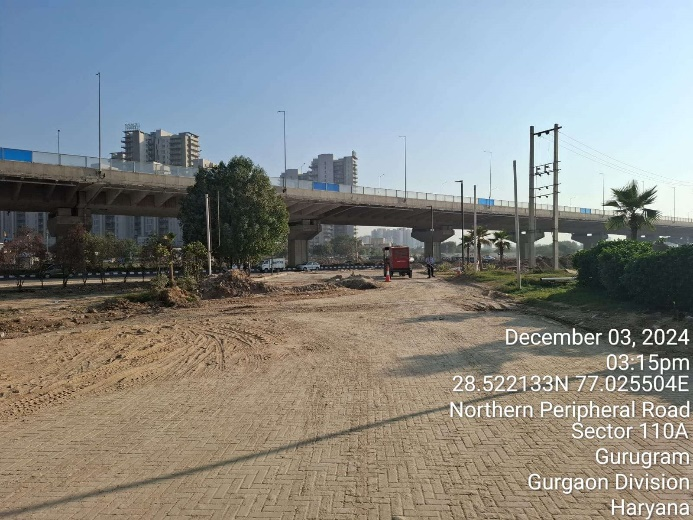 December 03, 2024
03:15pm
28.522133N 77.025504E
Northern Peripheral Road
Sector 110A
Gurugram
Gurgaon Division
Haryana